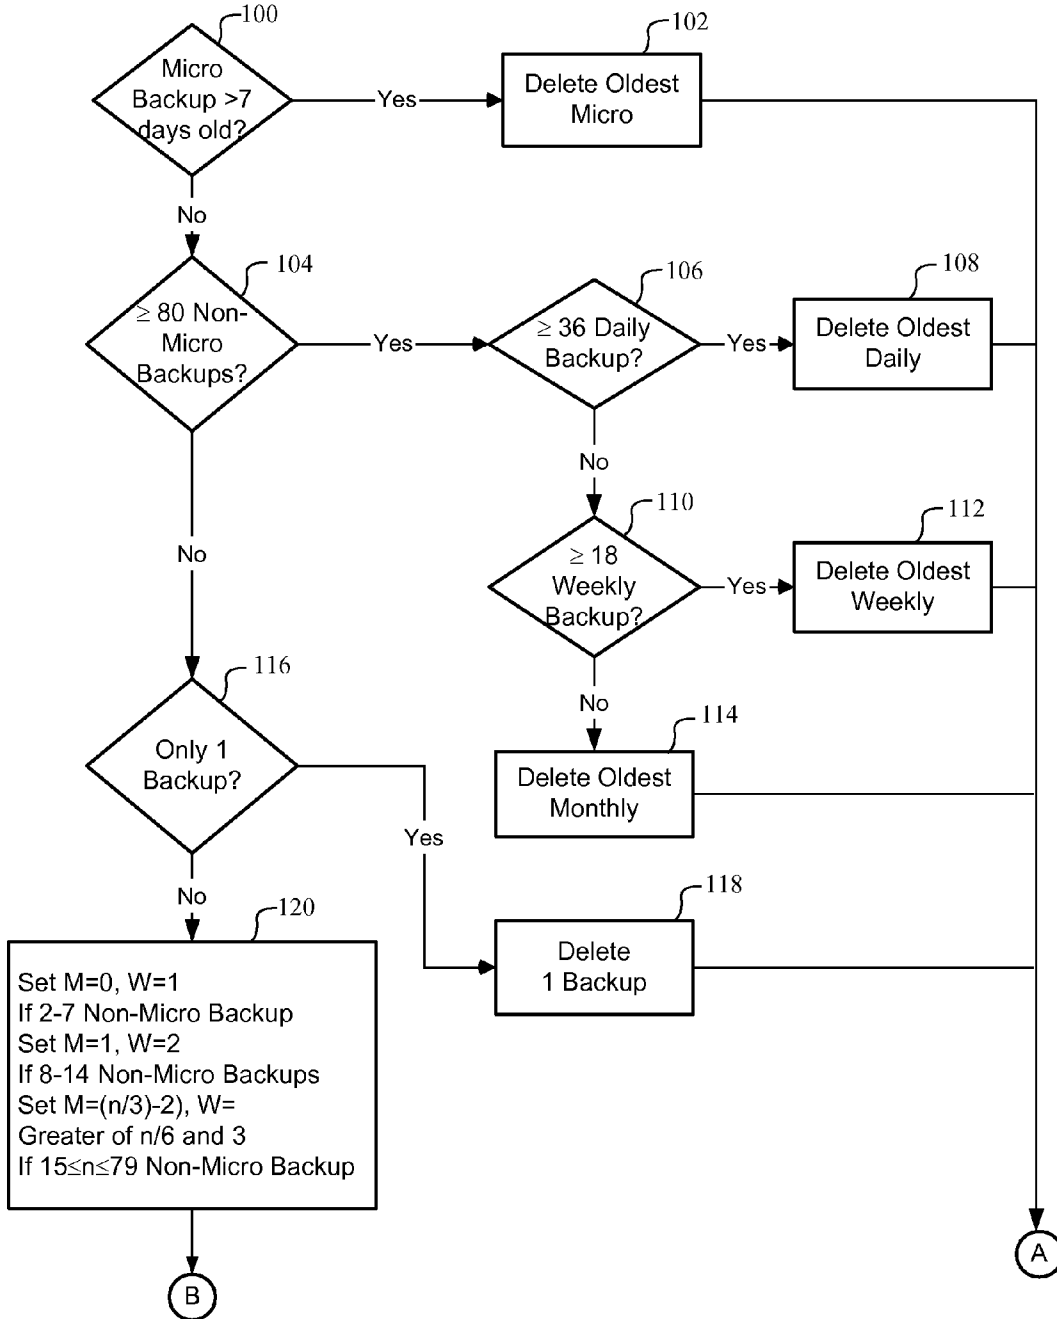 100
Micro
Backup >7
days old?
Yes
102
Delete Oldest
Micro
No
104
≥ 80 Non-
Micro
Backups?
Yes
106
≥ 36 Daily
Backup?
Yes
108
Delete Oldest
Daily
No
110
≥ 18
Weekly
Backup?
Yes
112
Delete Oldest
Weekly
No
114
Delete Oldest
Monthly
No
116
Only 1
Backup?
Yes
118
Delete
1 Backup
No
120
Set M=0, W=1
If 2-7 Non-Micro Backup
Set M=1, W=2
If 8-14 Non-Micro Backups
Set M=(n/3)-2), W=
Greater of n/6 and 3
If 15≤n≤79 Non-Micro Backup
A
B